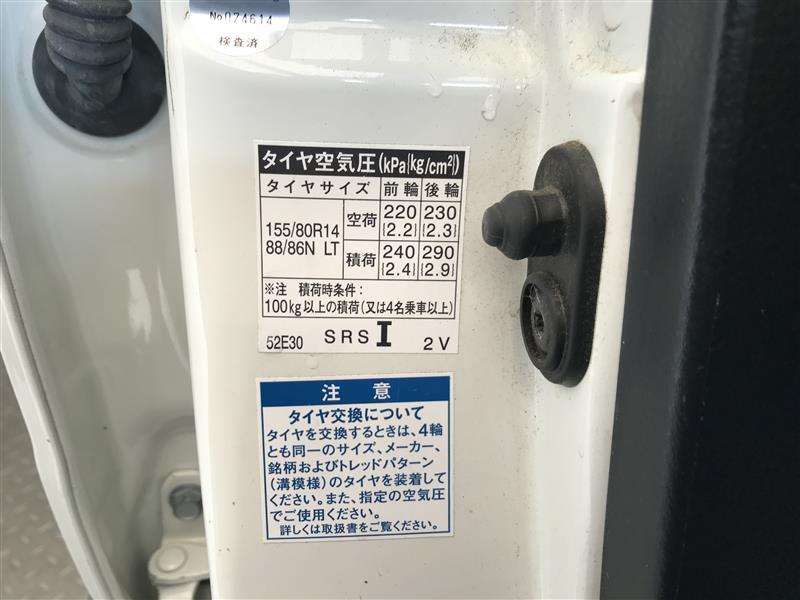 No074614
検査済
タイヤ空気圧(kPa{kg/cm²})
タイヤサイズ 前輪 後輪
155/80R14 88/86N LT 空荷 220{2.2} 230{2.3}
積荷 240{2.4} 290{2.9}
※注 積荷時条件:
100kg以上の積荷(又は4名乗車以上)
52E30 SRS I 2V
注意
タイヤ交換について
タイヤを交換するときは、4輪
とも同一のサイズ、メーカー、
銘柄およびトレッドパターン
(溝模様)のタイヤを装着して
ください。また、指定の空気圧
でご使用ください。
詳しくは取扱書をご覧ください。